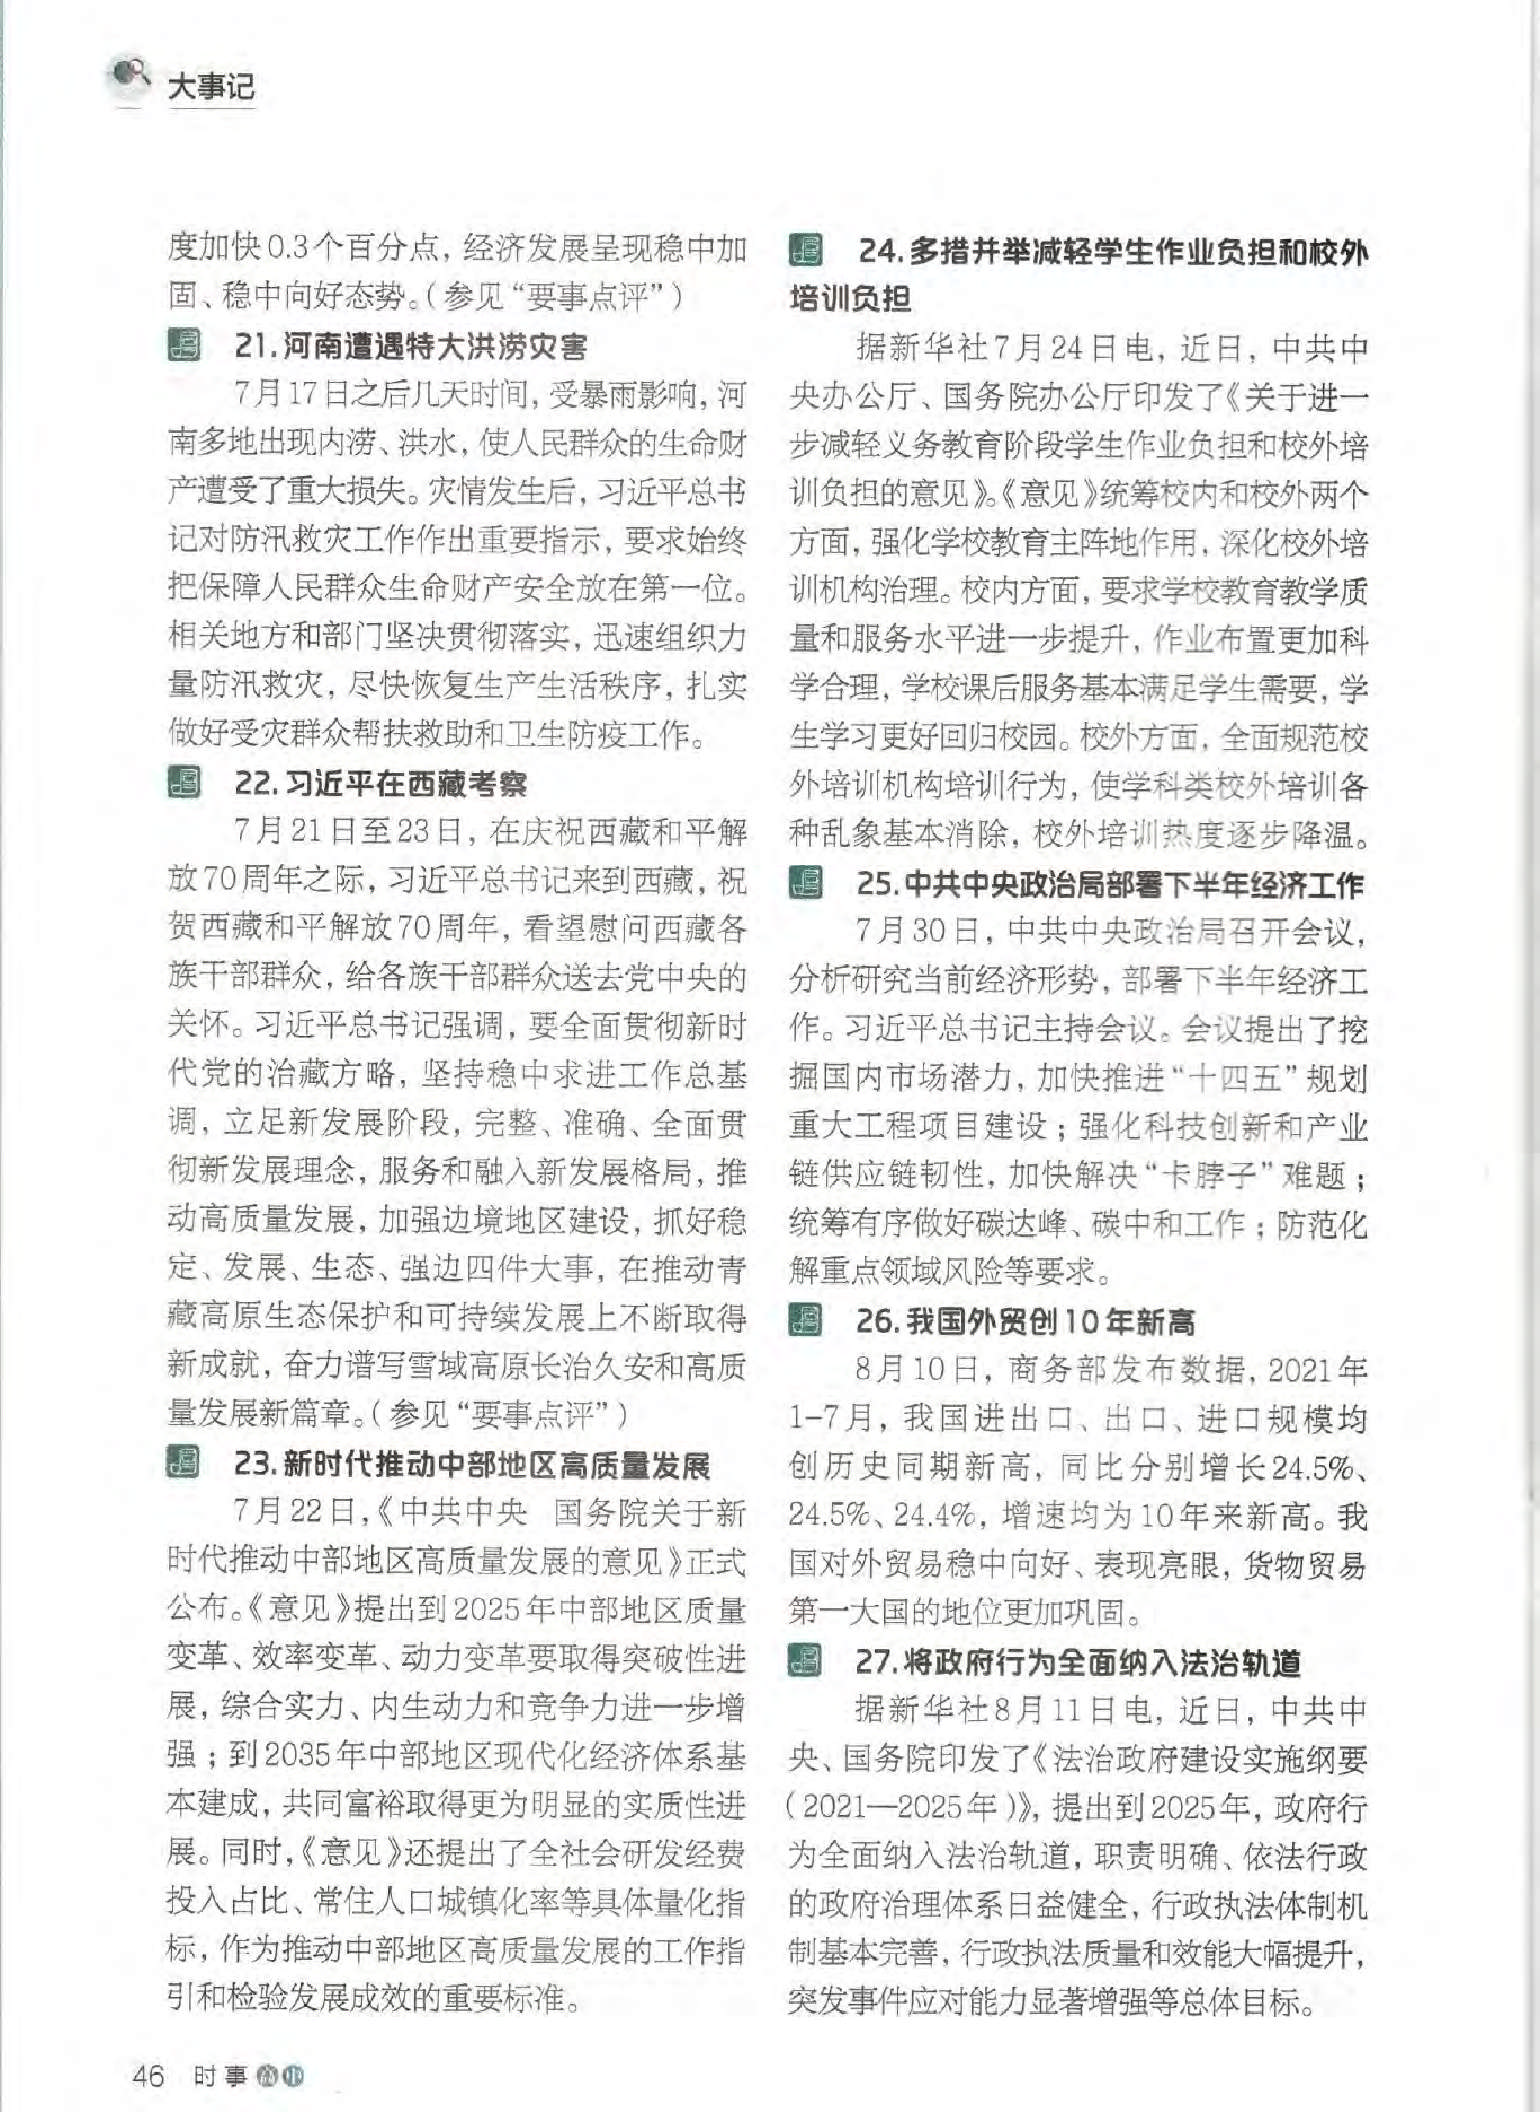 大事记
度加快0.3个百分点，经济发展呈现稳中加
固、稳中向好态势。（参见“要事点评”）
21.河南遭遇特大洪涝灾害
7月17日之后几天时间，受暴雨影响，河
南多地出现内涝、洪水，使人民群众的生命财
产遭受了重大损失。灾情发生后，习近平总书
记对防汛救灾工作作出重要指示，要求始终
把保障人民群众生命财产安全放在第一位。
相关地方和部门坚决贯彻落实，迅速组织力
量防汛救灾，尽快恢复生产生活秩序，扎实
做好受灾群众帮扶救助和卫生防疫工作。
22.习近平在西藏考察
7月21日至23日，在庆祝西藏和平解
放70周年之际，习近平总书记来到西藏，祝
贺西藏和平解放70周年，看望慰问西藏各
族干部群众，给各族干部群众送去党中央的
关怀。习近平总书记强调，要全面贯彻新时
代党的治藏方略，坚持稳中求进工作总基
调，立足新发展阶段，完整、准确、全面贯
彻新发展理念，服务和融入新发展格局，推
动高质量发展，加强边境地区建设，抓好稳
定、发展、生态、强边四件大事，在推动青
藏高原生态保护和可持续发展上不断取得
新成就，奋力谱写雪域高原长治久安和高质
量发展新篇章。（参见“要事点评”）
23.新时代推动中部地区高质量发展
7月22日，《中共中央　国务院关于新
时代推动中部地区高质量发展的意见》正式
公布。《意见》提出到2025年中部地区质量
变革、效率变革、动力变革要取得突破性进
展，综合实力、内生动力和竞争力进一步增
强；到2035年中部地区现代化经济体系基
本建成，共同富裕取得更为明显的实质性进
展。同时，《意见》还提出了全社会研发经费
投入占比、常住人口城镇化率等具体量化指
标，作为推动中部地区高质量发展的工作指
引和检验发展成效的重要标准。
24.多措并举减轻学生作业负担和校外
培训负担
据新华社7月24日电，近日，中共中
央办公厅、国务院办公厅印发了《关于进一
步减轻义务教育阶段学生作业负担和校外培
训负担的意见》。《意见》统筹校内和校外两个
方面，强化学校教育主阵地作用，深化校外培
训机构治理。校内方面，要求学校教育教学质
量和服务水平进一步提升，作业布置更加科
学合理，学校课后服务基本满足学生需要，学
生学习更好回归校园。校外方面，全面规范校
外培训机构培训行为，使学科类校外培训各
种乱象基本消除，校外培训热度逐步降温。
25.中共中央政治局部署下半年经济工作
7月30日，中共中央政治局召开会议，
分析研究当前经济形势，部署下半年经济工
作。习近平总书记主持会议。会议提出了挖
掘国内市场潜力，加快推进“十四五”规划
重大工程项目建设；强化科技创新和产业
链供应链韧性，加快解决“卡脖子”难题；
统筹有序做好碳达峰、碳中和工作；防范化
解重点领域风险等要求。
26.我国外贸创10年新高
8月10日，商务部发布数据，2021年
1-7月，我国进出口、出口、进口规模均
创历史同期新高，同比分别增长24.5%、
24.5%、24.4%，增速均为10年来新高。我
国对外贸易稳中向好、表现亮眼，货物贸易
第一大国的地位更加巩固。
27.将政府行为全面纳入法治轨道
据新华社8月11日电，近日，中共中
央、国务院印发了《法治政府建设实施纲要
（2021—2025年）》，提出到2025年，政府行
为全面纳入法治轨道，职责明确、依法行政
的政府治理体系日益健全，行政执法体制机
制基本完善，行政执法质量和效能大幅提升，
突发事件应对能力显著增强等总体目标。
46 时事高中